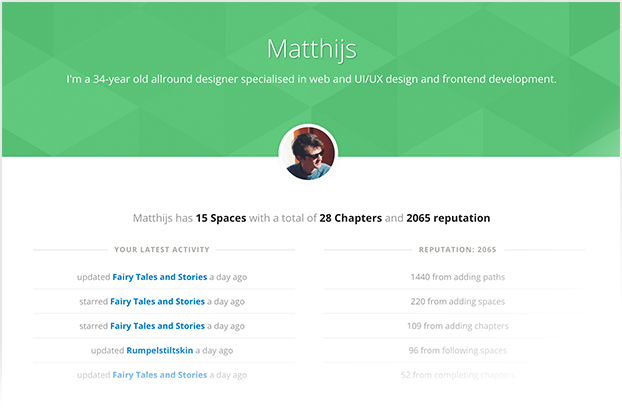 Matthijs
I'm a 34-year old allround designer specialised in web and UI/UX design and frontend development.
Matthijs has 15 Spaces with a total of 28 Chapters and 2065 reputation
YOUR LATEST ACTIVITY
updated Fairy Tales and Stories a day ago
starred Fairy Tales and Stories a day ago
starred Fairy Tales and Stories a day ago
updated Rumpelstiltskin a day ago
updated Fairy Tales and Stories a day ago
REPUTATION: 2065
1440 from adding paths
220 from adding spaces
109 from adding chapters
96 from following spaces
52 from completing chapters